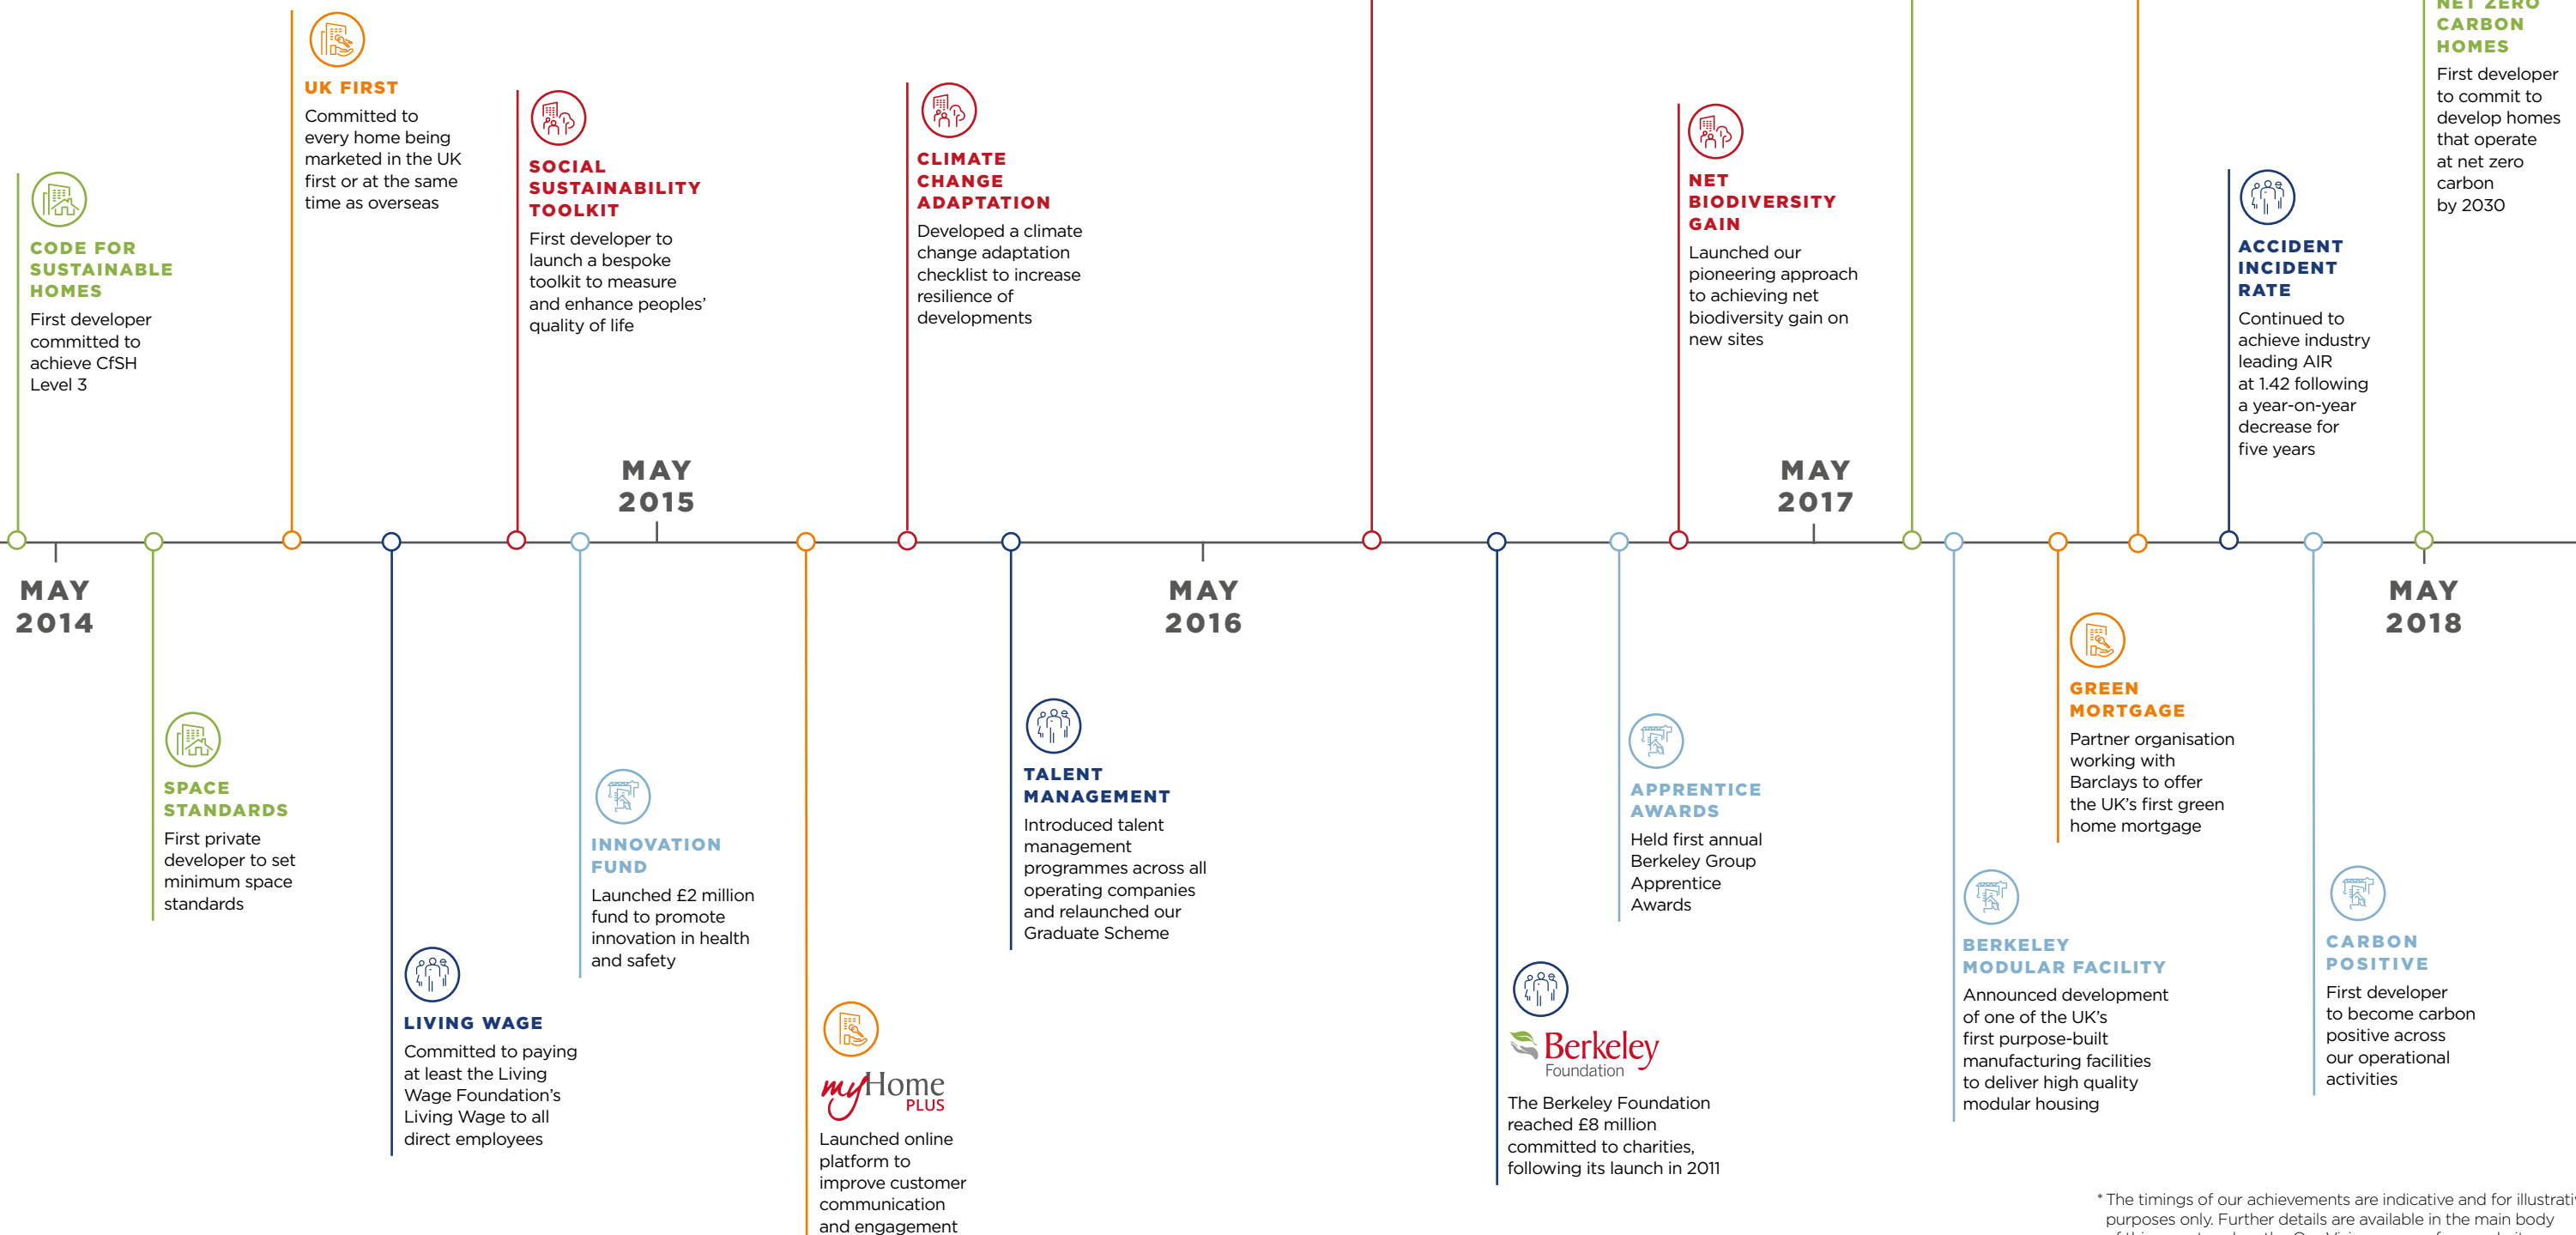 CODE FOR
SUSTAINABLE
HOMES
First developer
committed to
achieve CfSH
Level 3
UK FIRST
Committed to
every home being
marketed in the UK
first or at the same
time as overseas
SOCIAL
SUSTAINABILITY
TOOLKIT
First developer to
launch a bespoke
toolkit to measure
and enhance peoples’
quality of life
CLIMATE
CHANGE
ADAPTATION
Developed a climate
change adaptation
checklist to increase
resilience of
developments
NET
BIODIVERSITY
GAIN
Launched our
pioneering approach
to achieving net
biodiversity gain on
new sites
ACCIDENT
INCIDENT
RATE
Continued to
achieve industry
leading AIR
at 1.42 following
a year-on-year
decrease for
five years
NET ZERO
CARBON
HOMES
First developer
to commit to
develop homes
that operate
at net zero
carbon
by 2030
MAY
2014
MAY
2015
MAY
2016
MAY
2017
MAY
2018
SPACE
STANDARDS
First private
developer to set
minimum space
standards
LIVING WAGE
Committed to paying
at least the Living
Wage Foundation’s
Living Wage to all
direct employees
INNOVATION
FUND
Launched £2 million
fund to promote
innovation in health
and safety
myHome
PLUS
Launched online
platform to
improve customer
communication
and engagement
TALENT
MANAGEMENT
Introduced talent
management
programmes across all
operating companies
and relaunched our
Graduate Scheme
Berkeley
Foundation
The Berkeley Foundation
reached £8 million
committed to charities,
following its launch in 2011
APPRENTICE
AWARDS
Held first annual
Berkeley Group
Apprentice
Awards
BERKELEY
MODULAR FACILITY
Announced development
of one of the UK’s
first purpose-built
manufacturing facilities
to deliver high quality
modular housing
GREEN
MORTGAGE
Partner organisation
working with
Barclays to offer
the UK’s first green
home mortgage
CARBON
POSITIVE
First developer
to become carbon
positive across
our operational
activities
* The timings of our achievements are indicative and for
purposes only. Further details are available in the main body